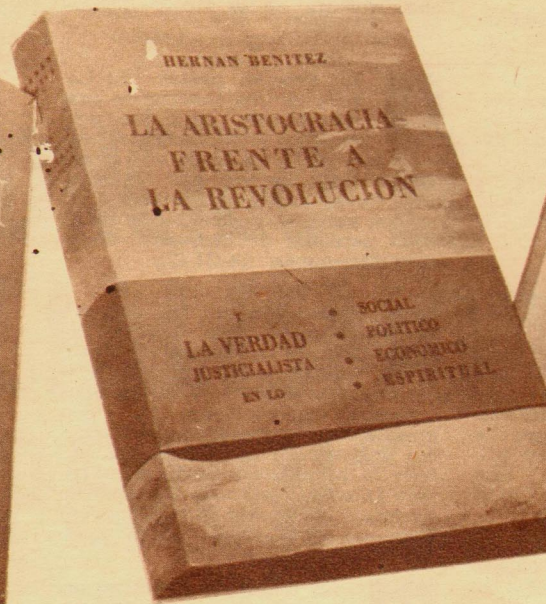 HERNAN BENITEZ
LA ARISTOCRACIA
FRENTE A
LA REVOLUCION
Y
LA VERDAD
JUSTICIALISTA
EN LO
• SOCIAL
• POLITICO
• ECONOMICO
• ESPIRITUAL